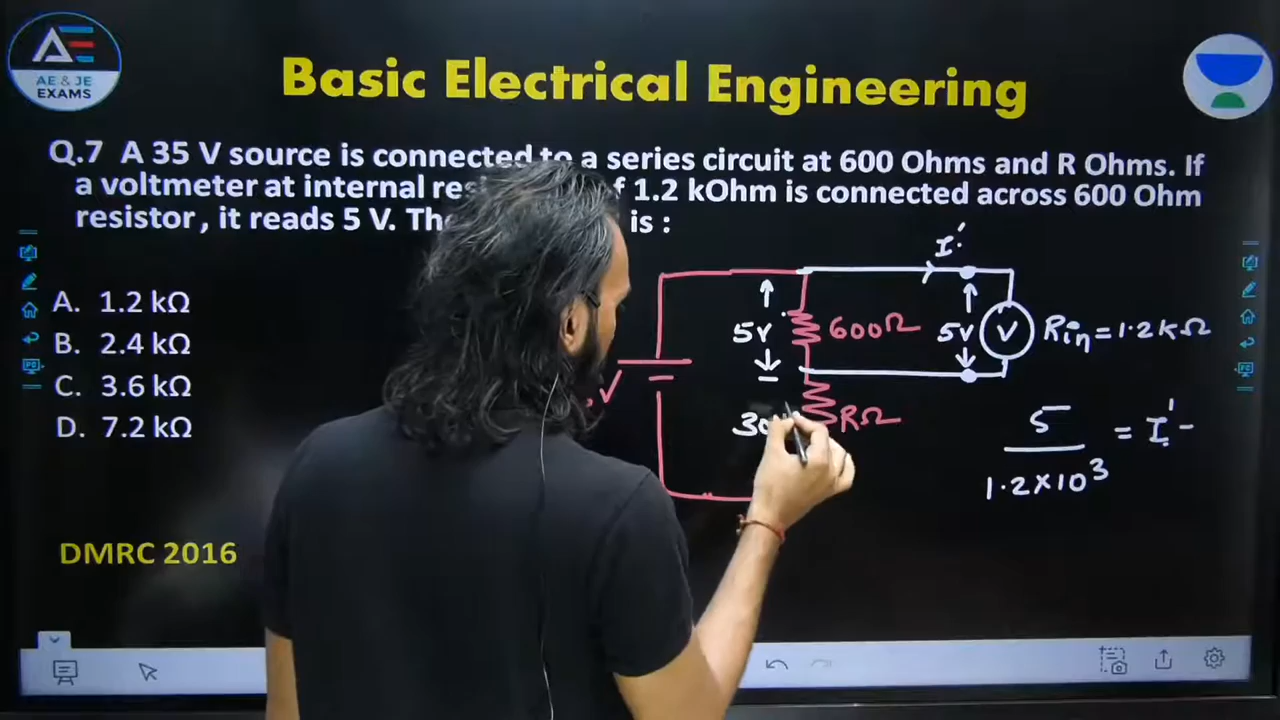 AE
AE & JE
EXAMS
Basic Electrical Engineering
Q.7 A 35 V source is connected to a series circuit at 600 Ohms and R Ohms. If
a voltmeter at internal 1.2 kOhm is connected across 600 Ohm
resistor, it reads 5 V. is :
A. 1.2 kΩ
B. 2.4 kΩ
C. 3.6 kΩ
D. 7.2 kΩ
DMRC 2016
I'
5V
600Ω
5V
V
Rin = 1.2 kΩ
V
RΩ
5
1.2×10³
= I' -